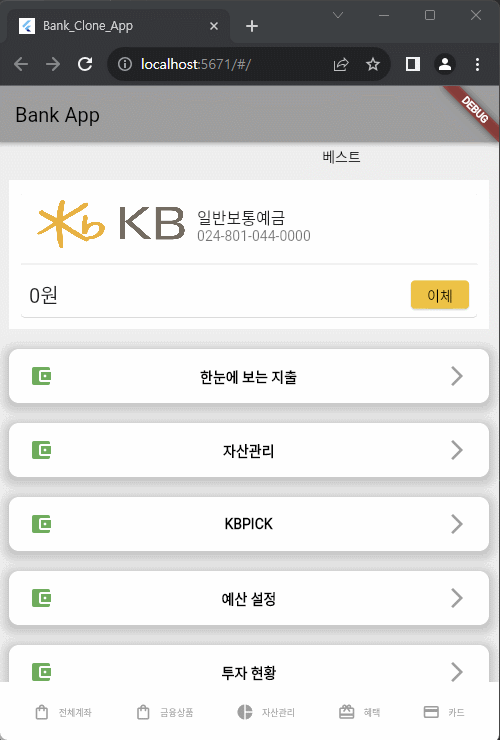 Bank_Clone_App
localhost:5671/#/
Bank App
DEBUG
베스트
Kb KB
일반보통예금
024-801-044-0000
0원
이체
한눈에 보는 지출
자산관리
KBPICK
예산 설정
투자 현황
전체계좌 금융상품 자산관리 혜택 카드